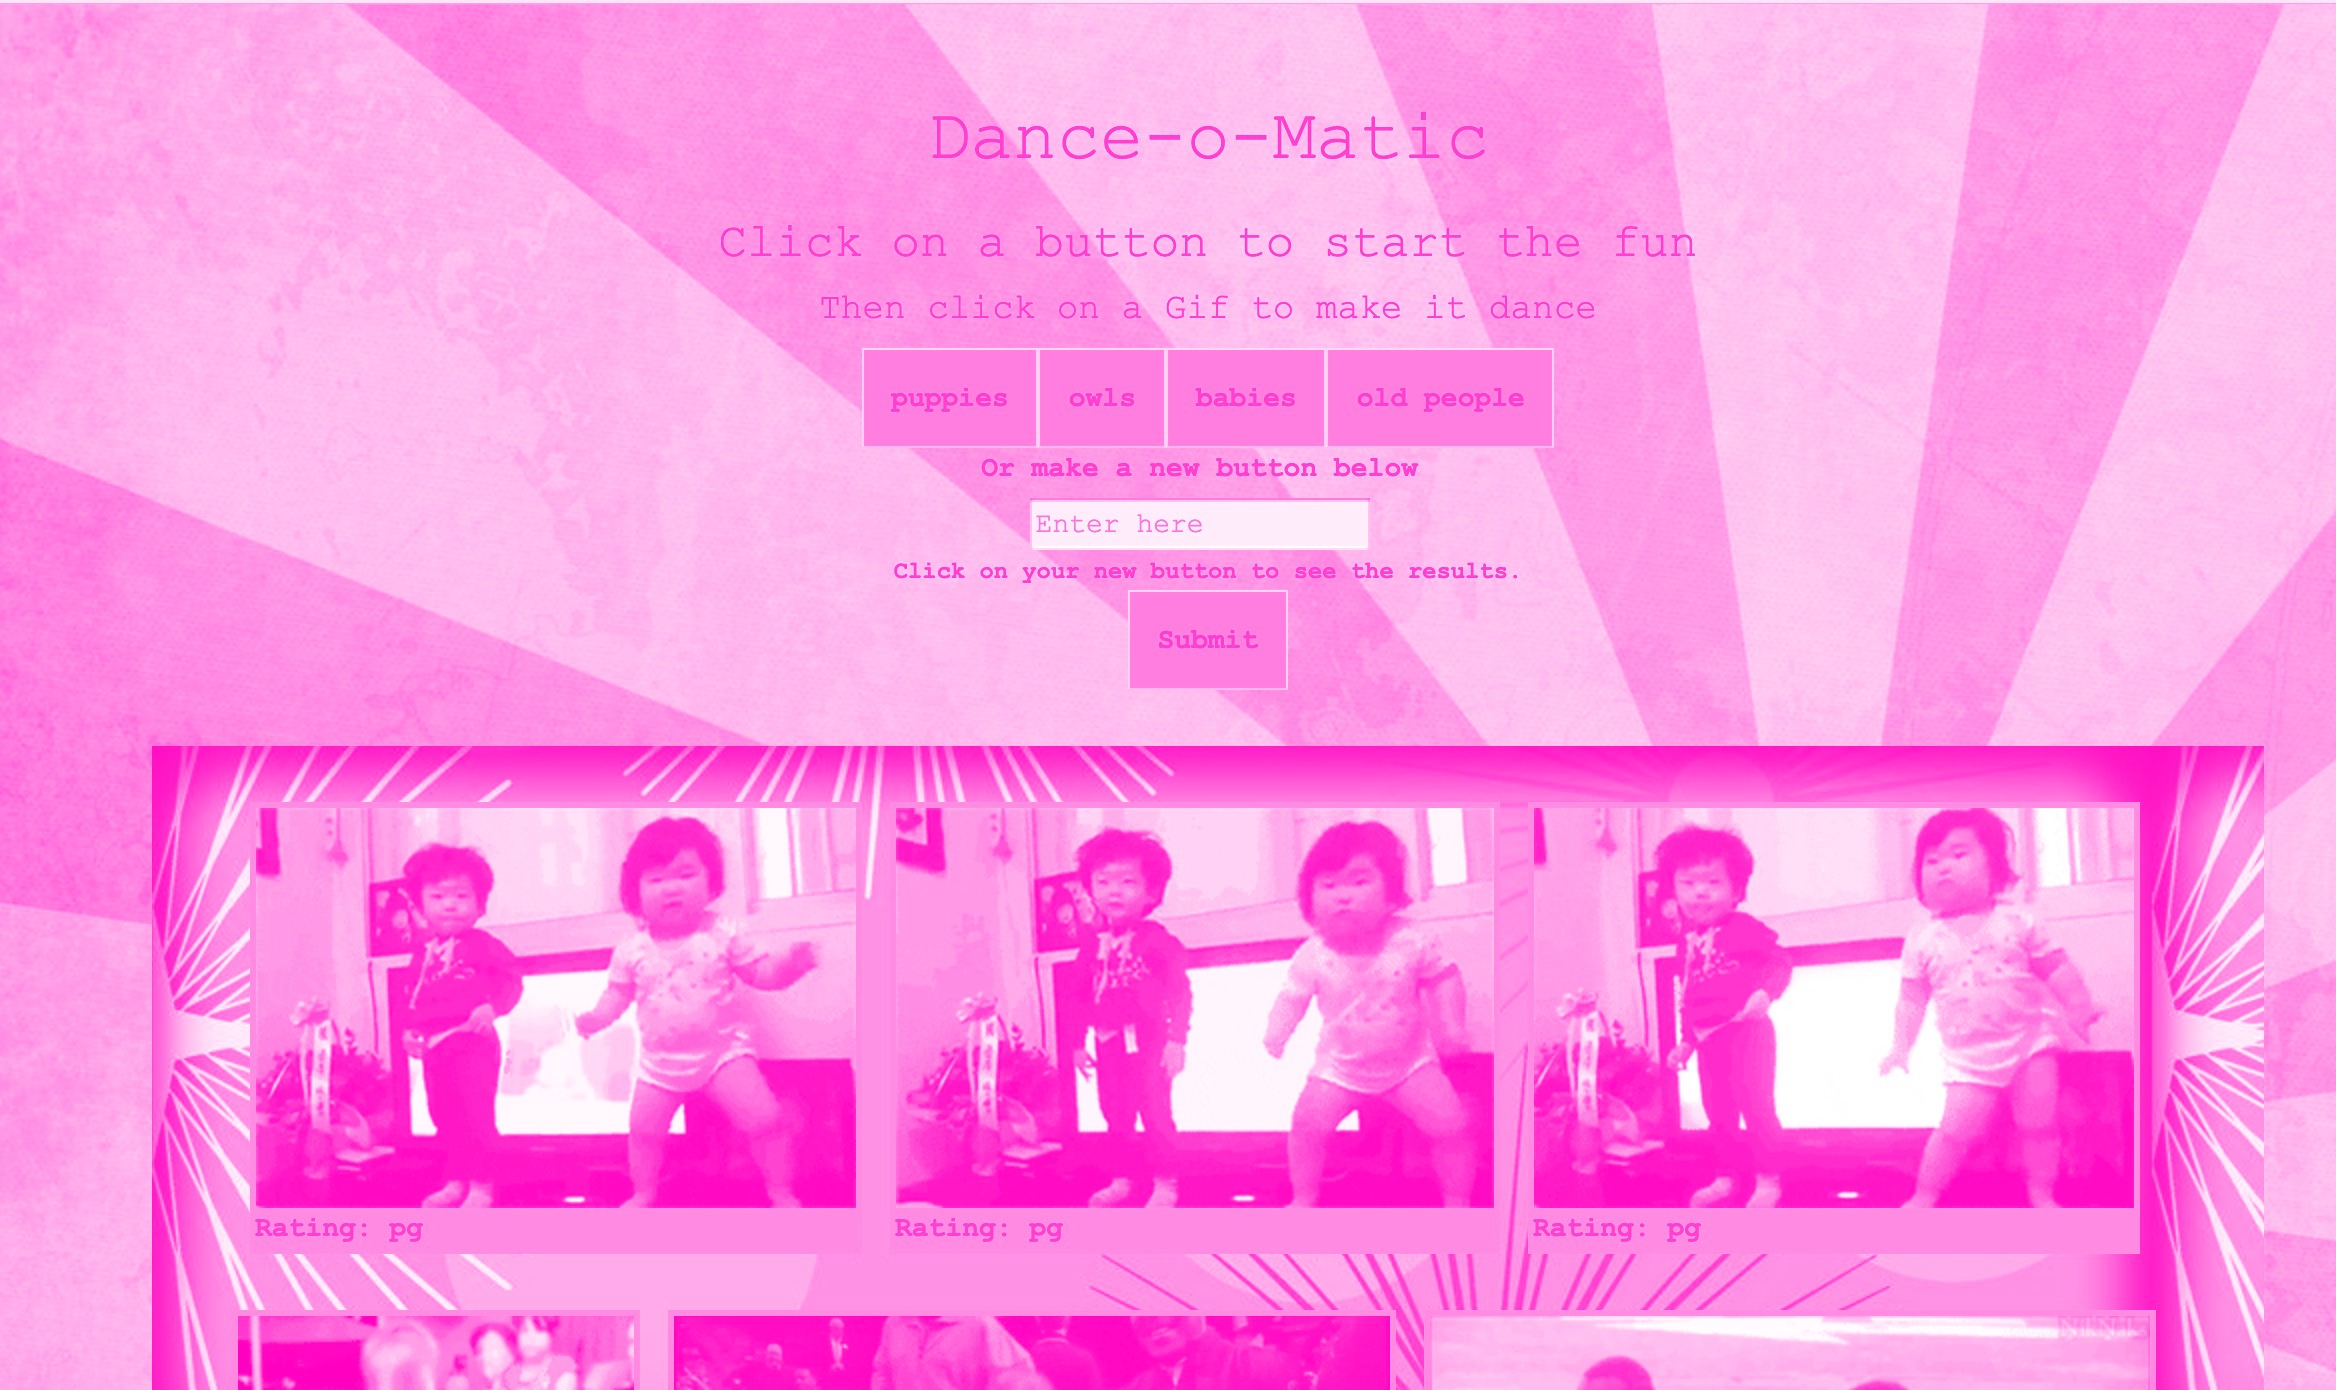 Dance-o-Matic
Click on a button to start the fun
Then click on a Gif to make it dance
puppies owls babies old people
Or make a new button below
Enter here
Click on your new button to see the results.
Submit
Rating: pg Rating: pg Rating: pg